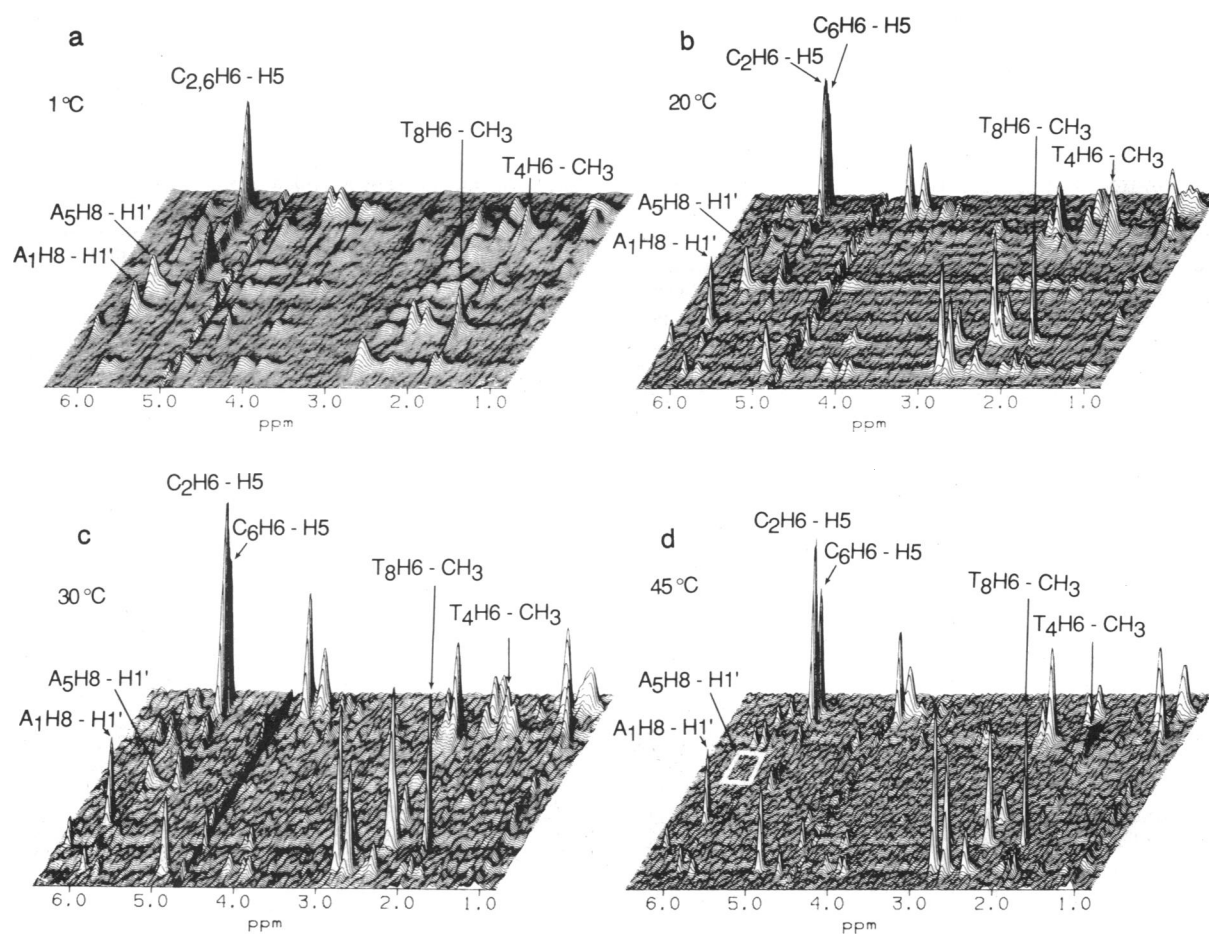 a
C2,6H6 - H5
1 °C
T8H6 - CH3
T4H6 - CH3
A5H8 - H1'
A1H8 - H1'
6.0 5.0 4.0 3.0 2.0 1.0
ppm
b
C6H6 - H5
C2H6 - H5
20 °C
T8H6 - CH3
T4H6 - CH3
A5H8 - H1'
A1H8 - H1'
6.0 5.0 4.0 3.0 2.0 1.0
ppm
c
C2H6 - H5
C6H6 - H5
30 °C
T8H6 - CH3
T4H6 - CH3
A5H8 - H1'
A1H8 - H1'
6.0 5.0 4.0 3.0 2.0 1.0
ppm
d
C2H6 - H5
C6H6 - H5
45 °C
T8H6 - CH3
T4H6 - CH3
A5H8 - H1'
A1H8 - H1'
6.0 5.0 4.0 3.0 2.0 1.0
ppm